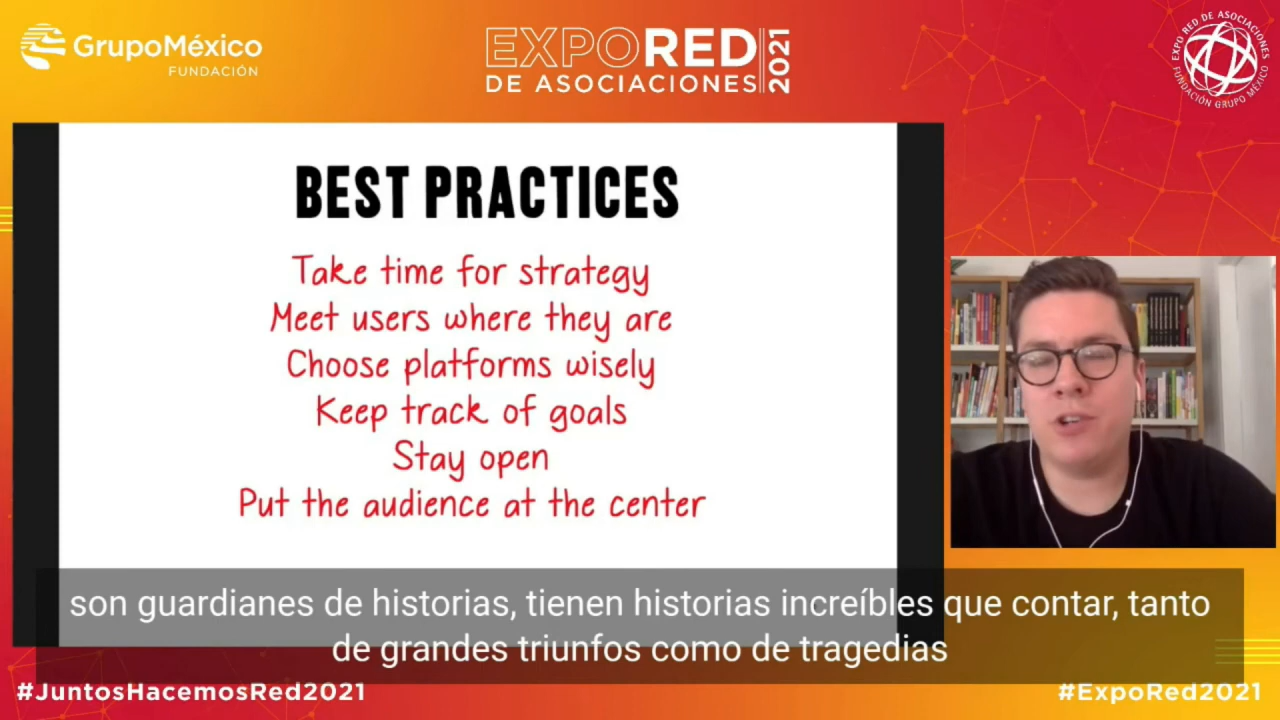 GrupoMéxico
FUNDACIÓN
EXPORED
DE ASOCIACIONES
2021
EXPO RED DE ASOCIACIONES
FUNDACIÓN GRUPO MÉXICO
BEST PRACTICES
Take time for strategy
Meet users where they are
Choose platforms wisely
Keep track of goals
Stay open
Put the audience at the center
son guardianes de historias, tienen historias increíbles que contar, tanto
de grandes triunfos como de tragedias
#JuntosHacemosRed2021
#ExpoRed2021